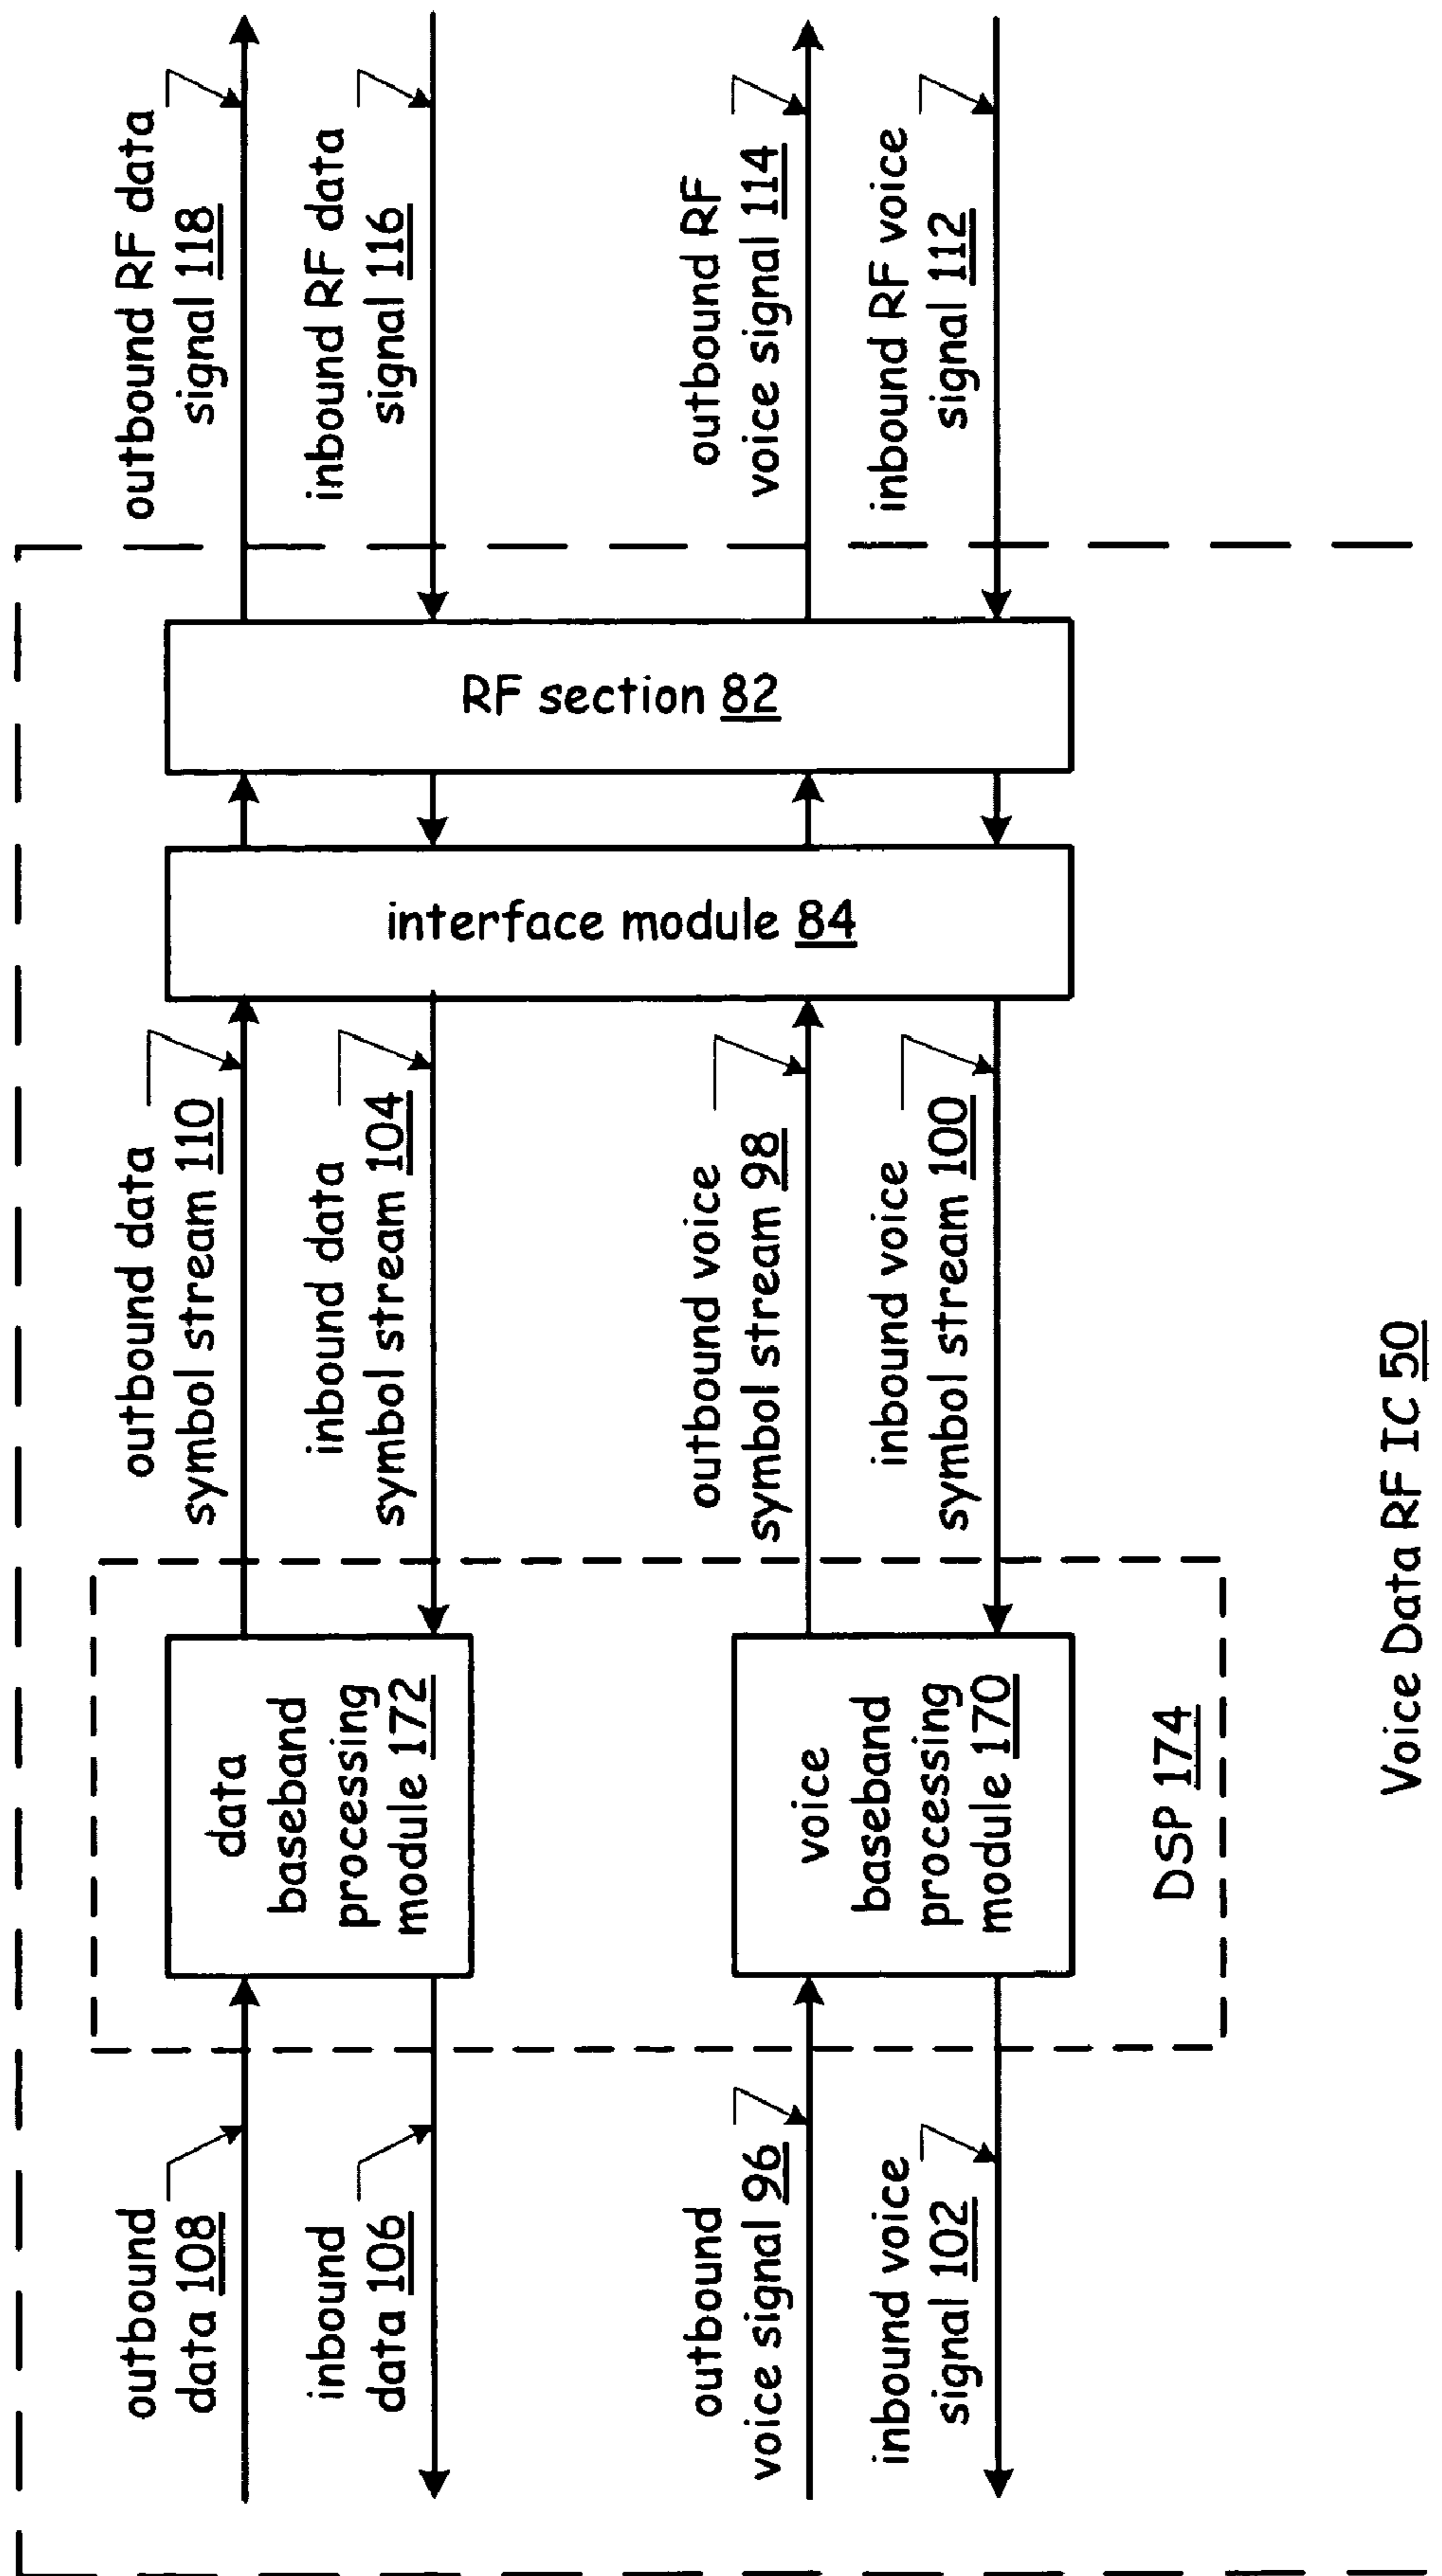 outbound
data 108
inbound
data 106
outbound
voice signal 96
inbound voice
signal 102
data
baseband
processing
module 172
voice
baseband
processing
module 170
DSP 174
outbound data
symbol stream 110
inbound data
symbol stream 104
outbound voice
symbol stream 98
inbound voice
symbol stream 100
interface module 84
RF section 82
outbound RF data
signal 118
inbound RF data
signal 116
outbound RF
voice signal 114
inbound RF voice
signal 112
Voice Data RF IC 50